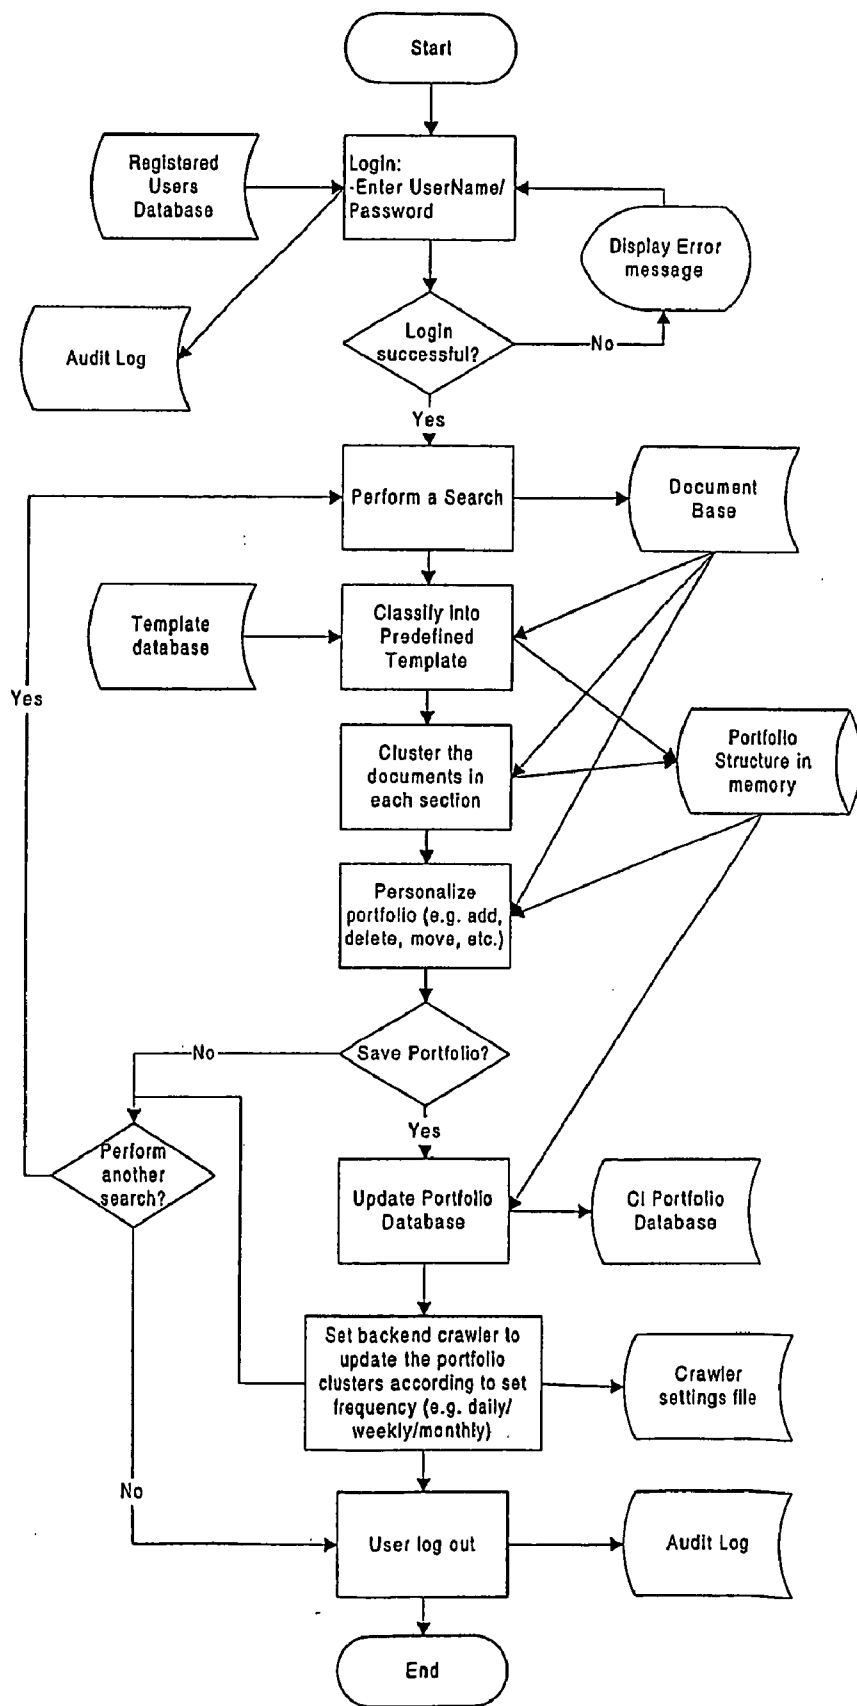 Start
Registered
Users
Database
Login:
-Enter UserName/
Password
Display Error
message
Audit Log
Login
successful?
No
Yes
Perform a Search
Document
Base
Template
database
Classify into
Predefined
Template
Yes
Cluster the
documents in
each section
Portfolio
Structure in
memory
Personalize
portfolio (e.g. add,
delete, move, etc.)
No
Save Portfolio?
Yes
Perform
another
search?
Update Portfolio
Database
CI Portfolio
Database
Set backend crawler to
update the portfolio
clusters according to set
frequency (e.g. daily/
weekly/monthly)
Crawler
settings file
No
User log out
Audit Log
End